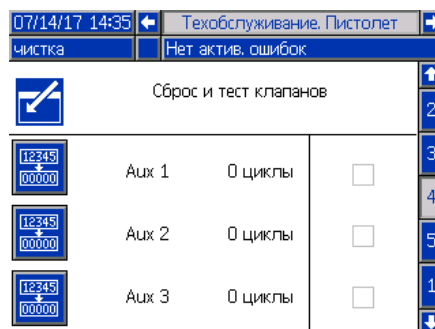 07/14/17 14:35 Техобслуживание. Пистолет
чистка Нет актив. ошибок
Сброс и тест клапанов
2
3
12345
00000
Aux 1 0 циклы
4
12345
00000
Aux 2 0 циклы
5
12345
00000
Aux 3 0 циклы
1